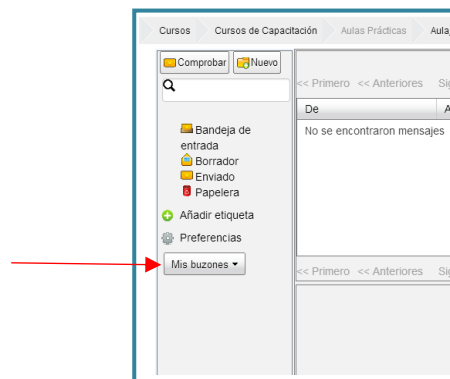 Cursos Cursos de Capacitación Aulas Prácticas Aula
Comprobar Nuevo
<< Primero << Anteriores
De
No se encontraron mensajes
Bandeja de
entrada
Borrador
Enviado
Papelera
Añadir etiqueta
Preferencias
Mis buzones
<< Primero << Anteriores